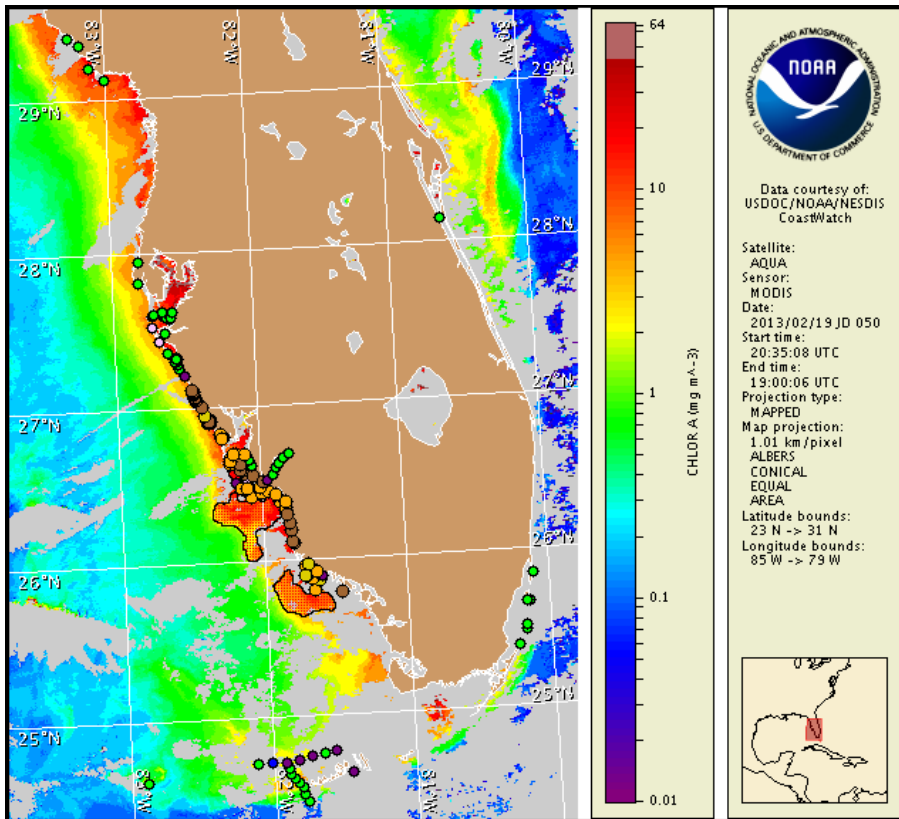 83°W
82°W
81°W
80°W
29°N
29°N
28°N
28°N
27°N
27°N
26°N
26°N
25°N
25°N
83°W
82°W
81°W
64
10
1
0.1
0.01
CHLOR A (mg m^-3)
NATIONAL OCEANIC AND ATMOSPHERIC ADMINISTRATION
NOAA
U.S. DEPARTMENT OF COMMERCE
Data courtesy of:
USDOC/NOAA/NESDIS
CoastWatch
Satellite:
AQUA
Sensor:
MODIS
Date:
2013/02/19 JD 050
Start time:
20:35:08 UTC
End time:
19:00:06 UTC
Projection type:
MAPPED
Map projection:
1.01 km/pixel
ALBERS
CONICAL
EQUAL
AREA
Latitude bounds:
23 N -> 31 N
Longitude bounds:
85 W -> 79 W